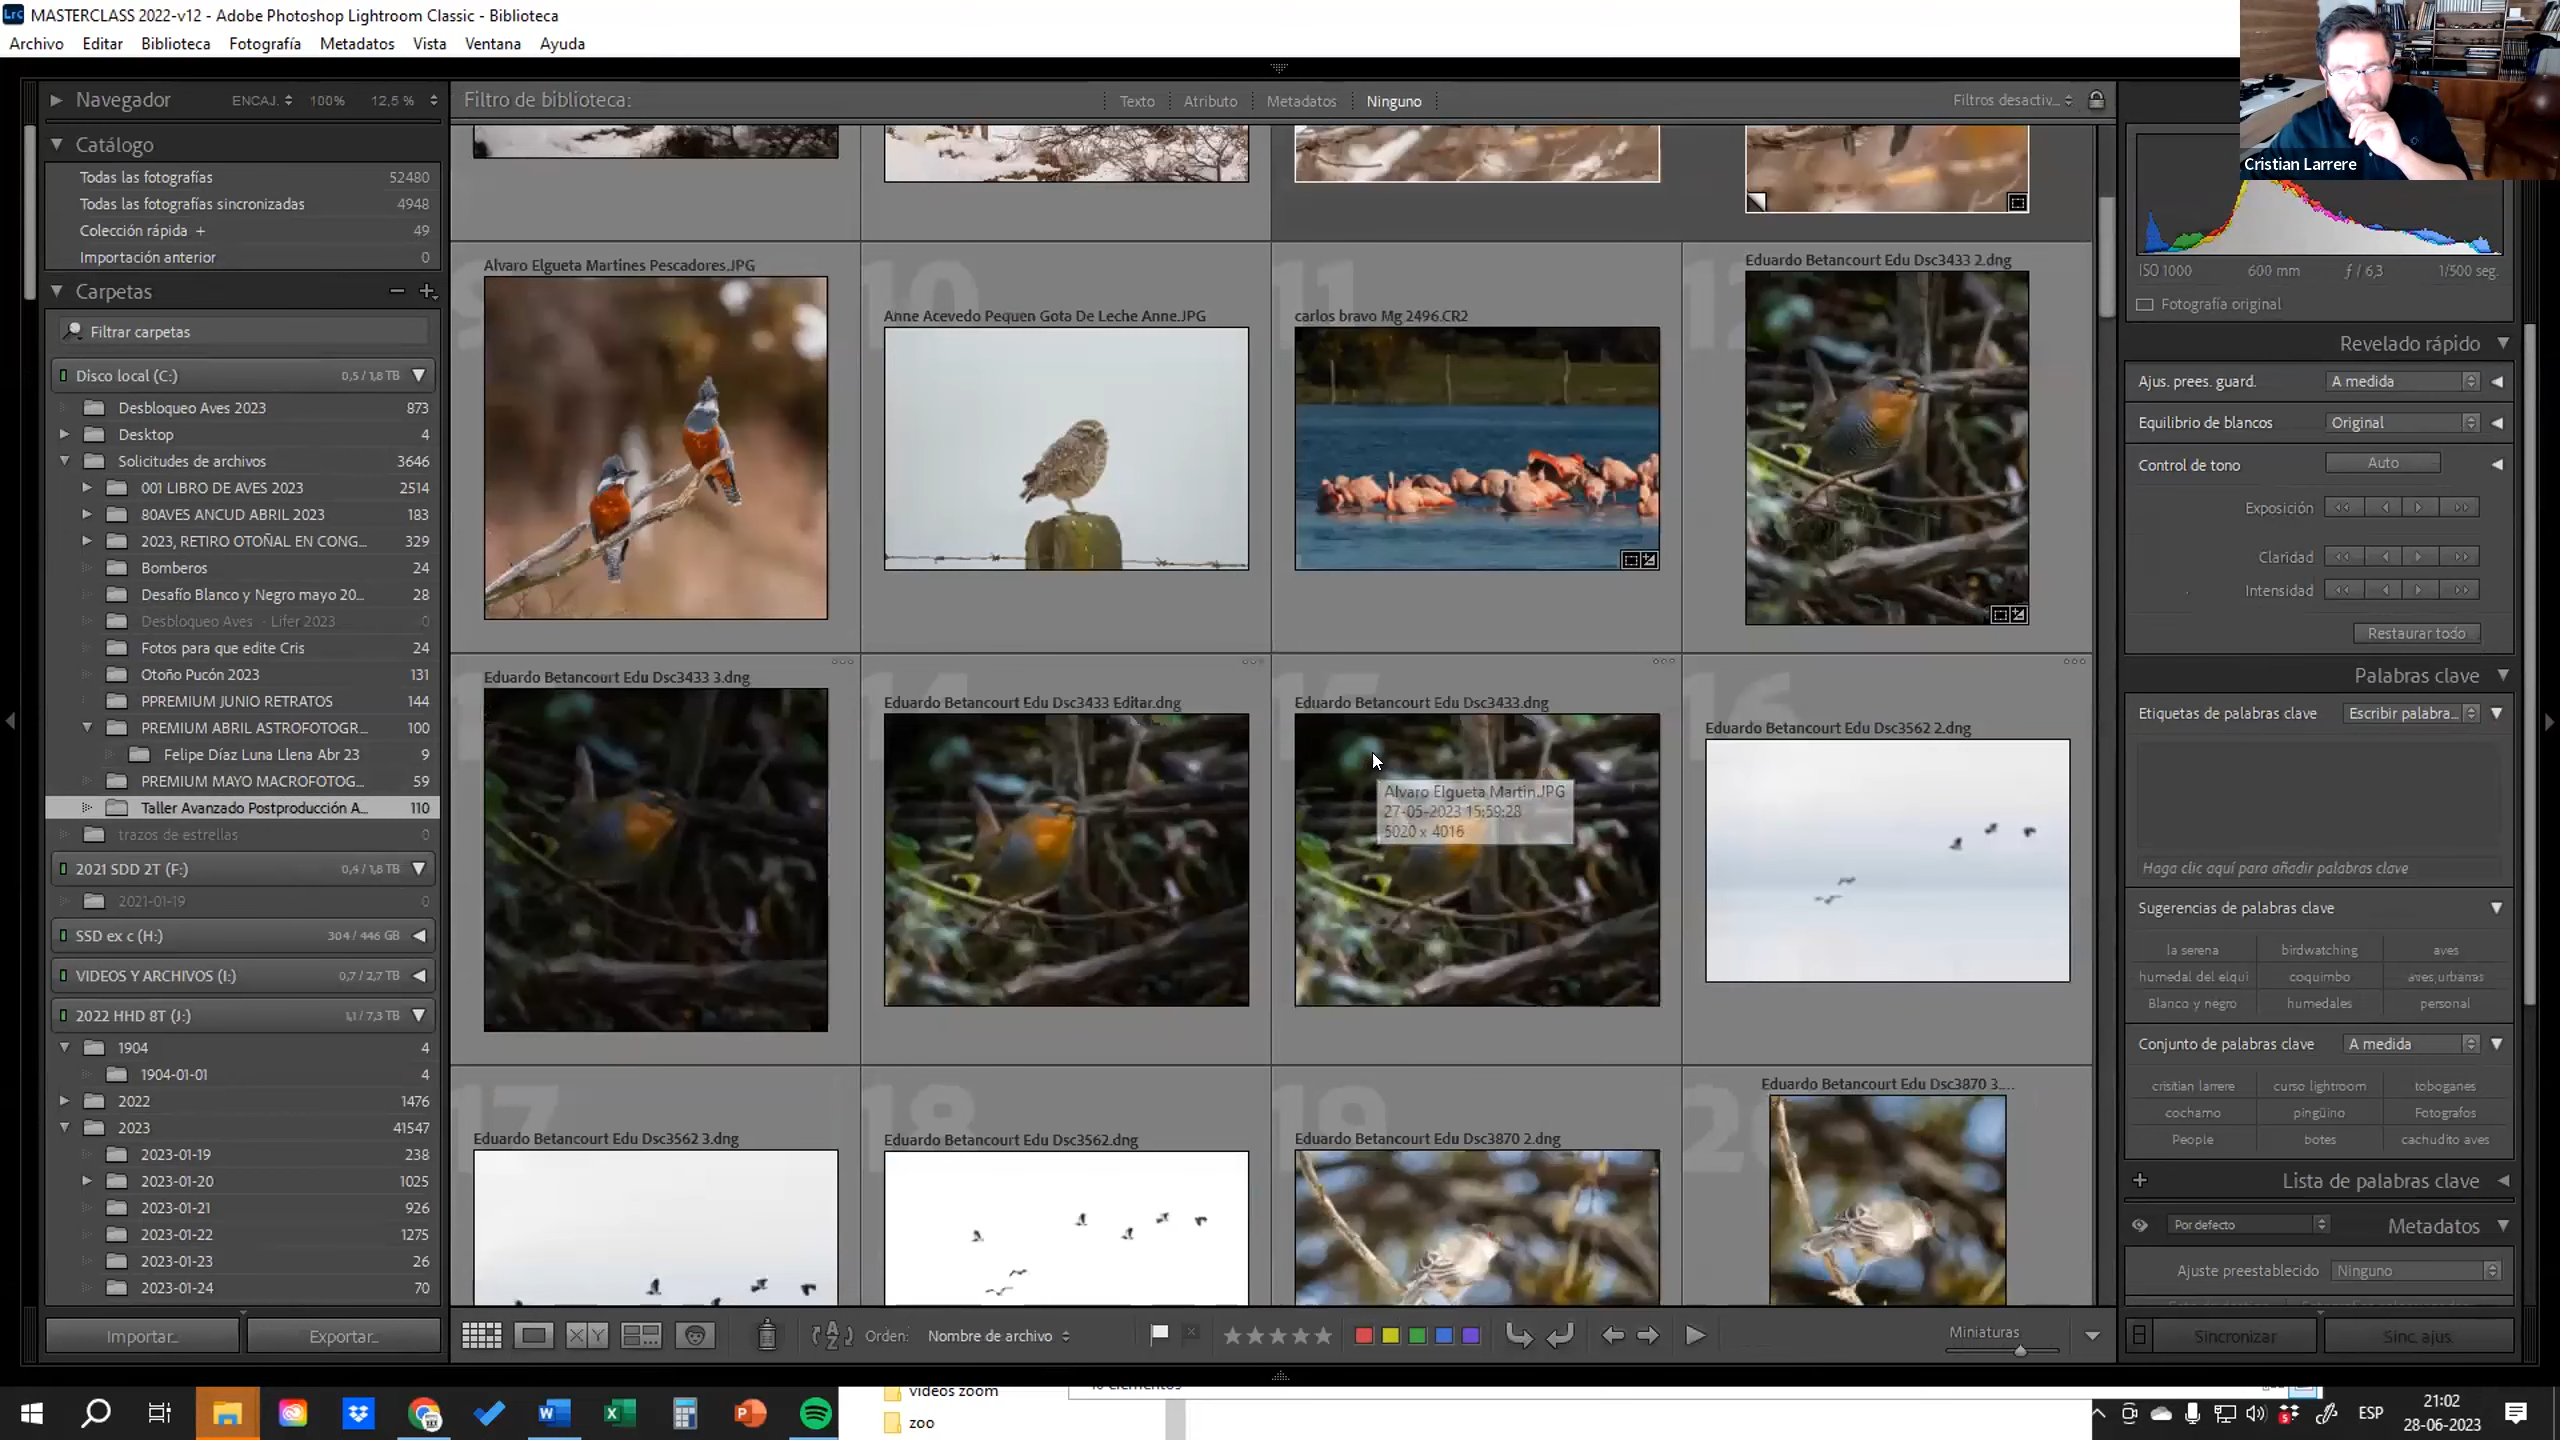 MASTERCLASS 2022-v12 - Adobe Photoshop Lightroom Classic - Biblioteca
Archivo Editar Biblioteca Fotografía Metadatos Vista Ventana Ayuda
Cristian Larrere
Navegador ENCAJ. 100% 12,5 %
Filtro de biblioteca: Texto Atributo Metadatos Ninguno Filtros desactiv...
Catálogo
Todas las fotografías 52480
Todas las fotografías sincronizadas 4948
Colección rápida + 49
Importación anterior 0
Carpetas
Filtrar carpetas
Disco local (C:) 0,5 / 1,8 TB
Desbloqueo Aves 2023 873
Desktop 4
Solicitudes de archivos 3646
001 LIBRO DE AVES 2023 2514
80AVES ANCUD ABRIL 2023 183
2023, RETIRO OTOÑAL EN CONG... 329
Bomberos 24
Desafío Blanco y Negro mayo 20... 28
Desbloqueo Aves - Lifer 2023 0
Fotos para que edite Cris 24
Otoño Pucón 2023 131
PPREMIUM JUNIO RETRATOS 144
PREMIUM ABRIL ASTROFOTOGR... 100
Felipe Díaz Luna Llena Abr 23 9
PREMIUM MAYO MACROFOTOG... 59
Taller Avanzado Postproducción A... 110
trazos de estrellas 0
2021 SDD 2T (F:) 0,4 / 1,8 TB
2021-01-19 0
SSD ex c (H:) 304 / 446 GB
VIDEOS Y ARCHIVOS (I:) 0,7 / 2,7 TB
2022 HHD 8T (J:) 1,1 / 7,3 TB
1904 4
1904-01-01 4
2022 1476
2023 41547
2023-01-19 238
2023-01-20 1025
2023-01-21 926
2023-01-22 1275
2023-01-23 26
2023-01-24 70
Importar... Exportar...
9 10 11 12
Alvaro Elgueta Martines Pescadores.JPG
Anne Acevedo Pequen Gota De Leche Anne.JPG
carlos bravo Mg 2496.CR2
Eduardo Betancourt Edu Dsc3433 2.dng
14 15 16
Eduardo Betancourt Edu Dsc3433 3.dng
Eduardo Betancourt Edu Dsc3433 Editar.dng
Eduardo Betancourt Edu Dsc3433.dng
Eduardo Betancourt Edu Dsc3562 2.dng
Alvaro Elgueta Martin.JPG
27-05-2023 15:59:28
5020 x 4016
17 18 19 20
Eduardo Betancourt Edu Dsc3562 3.dng
Eduardo Betancourt Edu Dsc3562.dng
Eduardo Betancourt Edu Dsc3870 2.dng
Eduardo Betancourt Edu Dsc3870 3....
Orden: Nombre de archivo Miniaturas
ISO 1000 600 mm ƒ / 6,3 1/500 seg.
Fotografía original
Revelado rápido
Ajus. prees. guard. A medida
Equilibrio de blancos Original
Control de tono Auto
Exposición
Claridad
Intensidad
Restaurar todo
Palabras clave
Etiquetas de palabras clave Escribir palabra...
Haga clic aquí para añadir palabras clave
Sugerencias de palabras clave
la serena birdwatching aves
humedal del elqui coquimbo aves urbanas
Blanco y negro humedales personal
Conjunto de palabras clave A medida
crisitian larrere curso lightroom toboganes
cochamo pingüino Fotografos
People botes cachudito aves
Lista de palabras clave
Por defecto Metadatos
Ajuste preestablecido Ninguno
Sincronizar Sinc. ajus.
videos zoom
zoo
ESP
21:02
28-06-2023